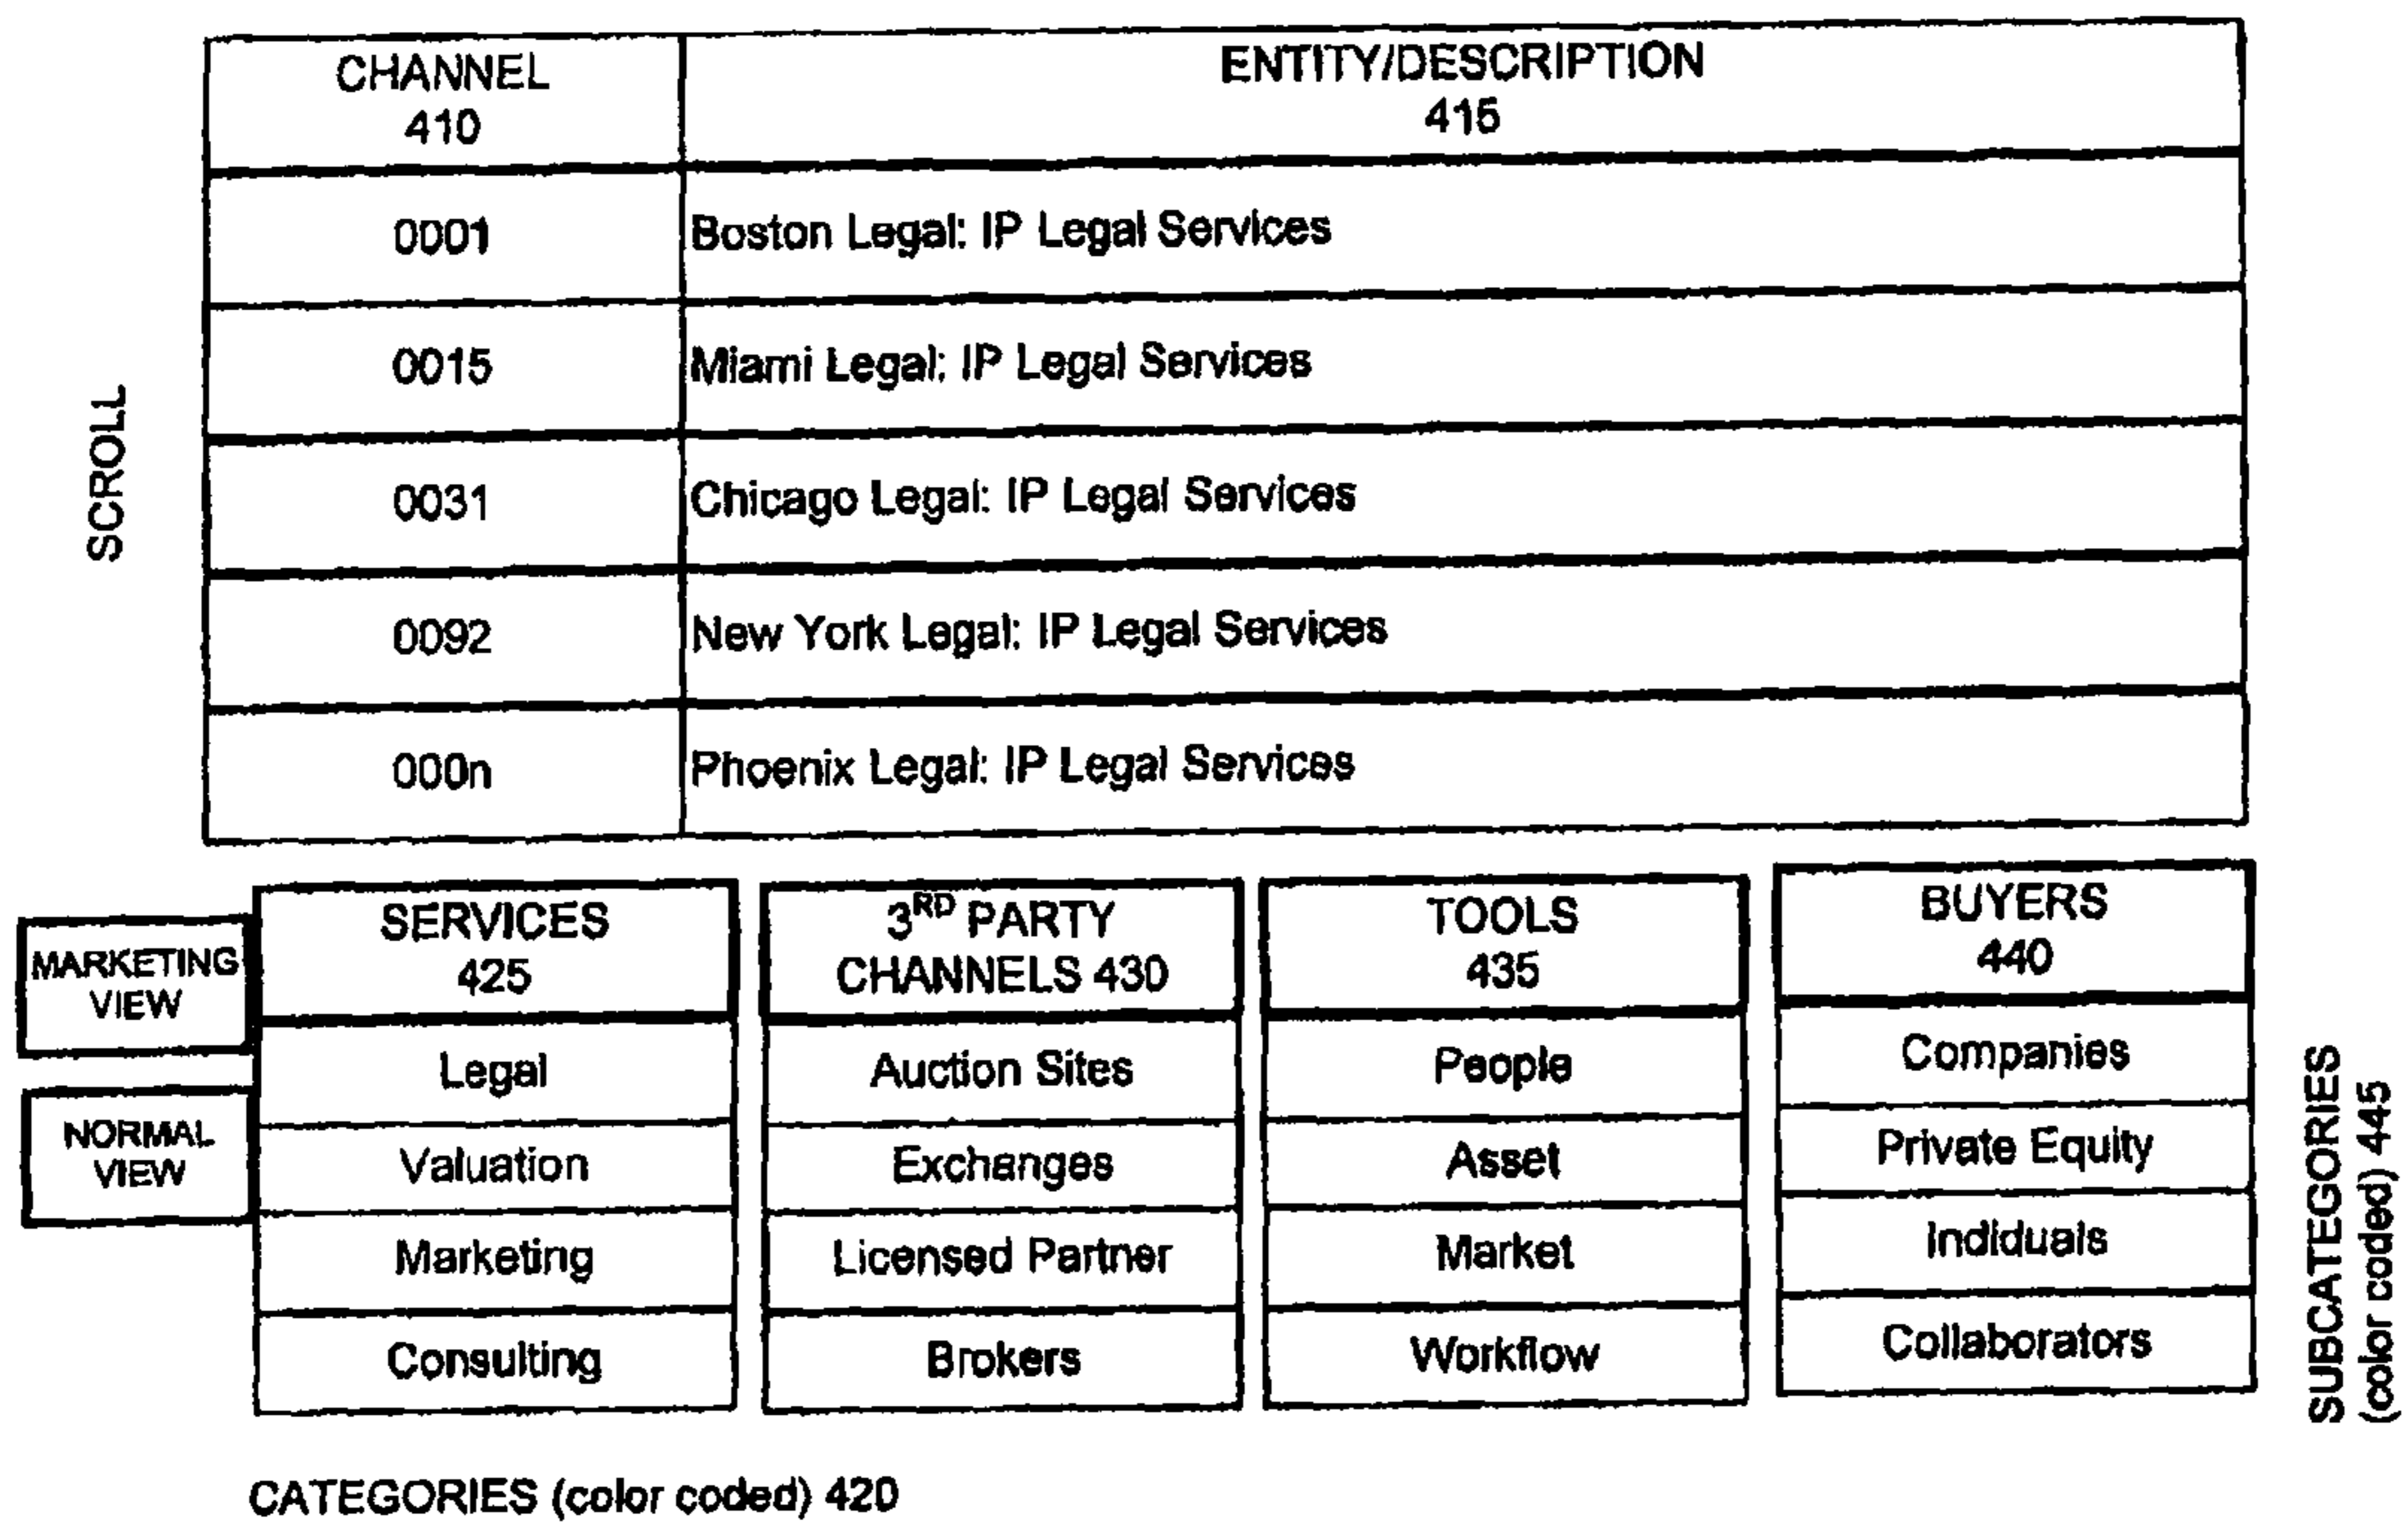 CHANNEL
410
ENTITY/DESCRIPTION
415
0001
Boston Legal: IP Legal Services
0015
Miami Legal: IP Legal Services
0031
Chicago Legal: IP Legal Services
0092
New York Legal: IP Legal Services
000n
Phoenix Legal: IP Legal Services
SCROLL
MARKETING
VIEW
NORMAL
VIEW
SERVICES
425
Legal
Valuation
Marketing
Consulting
3RD PARTY
CHANNELS 430
Auction Sites
Exchanges
Licensed Partner
Brokers
TOOLS
435
People
Asset
Market
Workflow
BUYERS
440
Companies
Private Equity
Indiduals
Collaborators
SUBCATEGORIES
(color coded) 445
CATEGORIES (color coded) 420